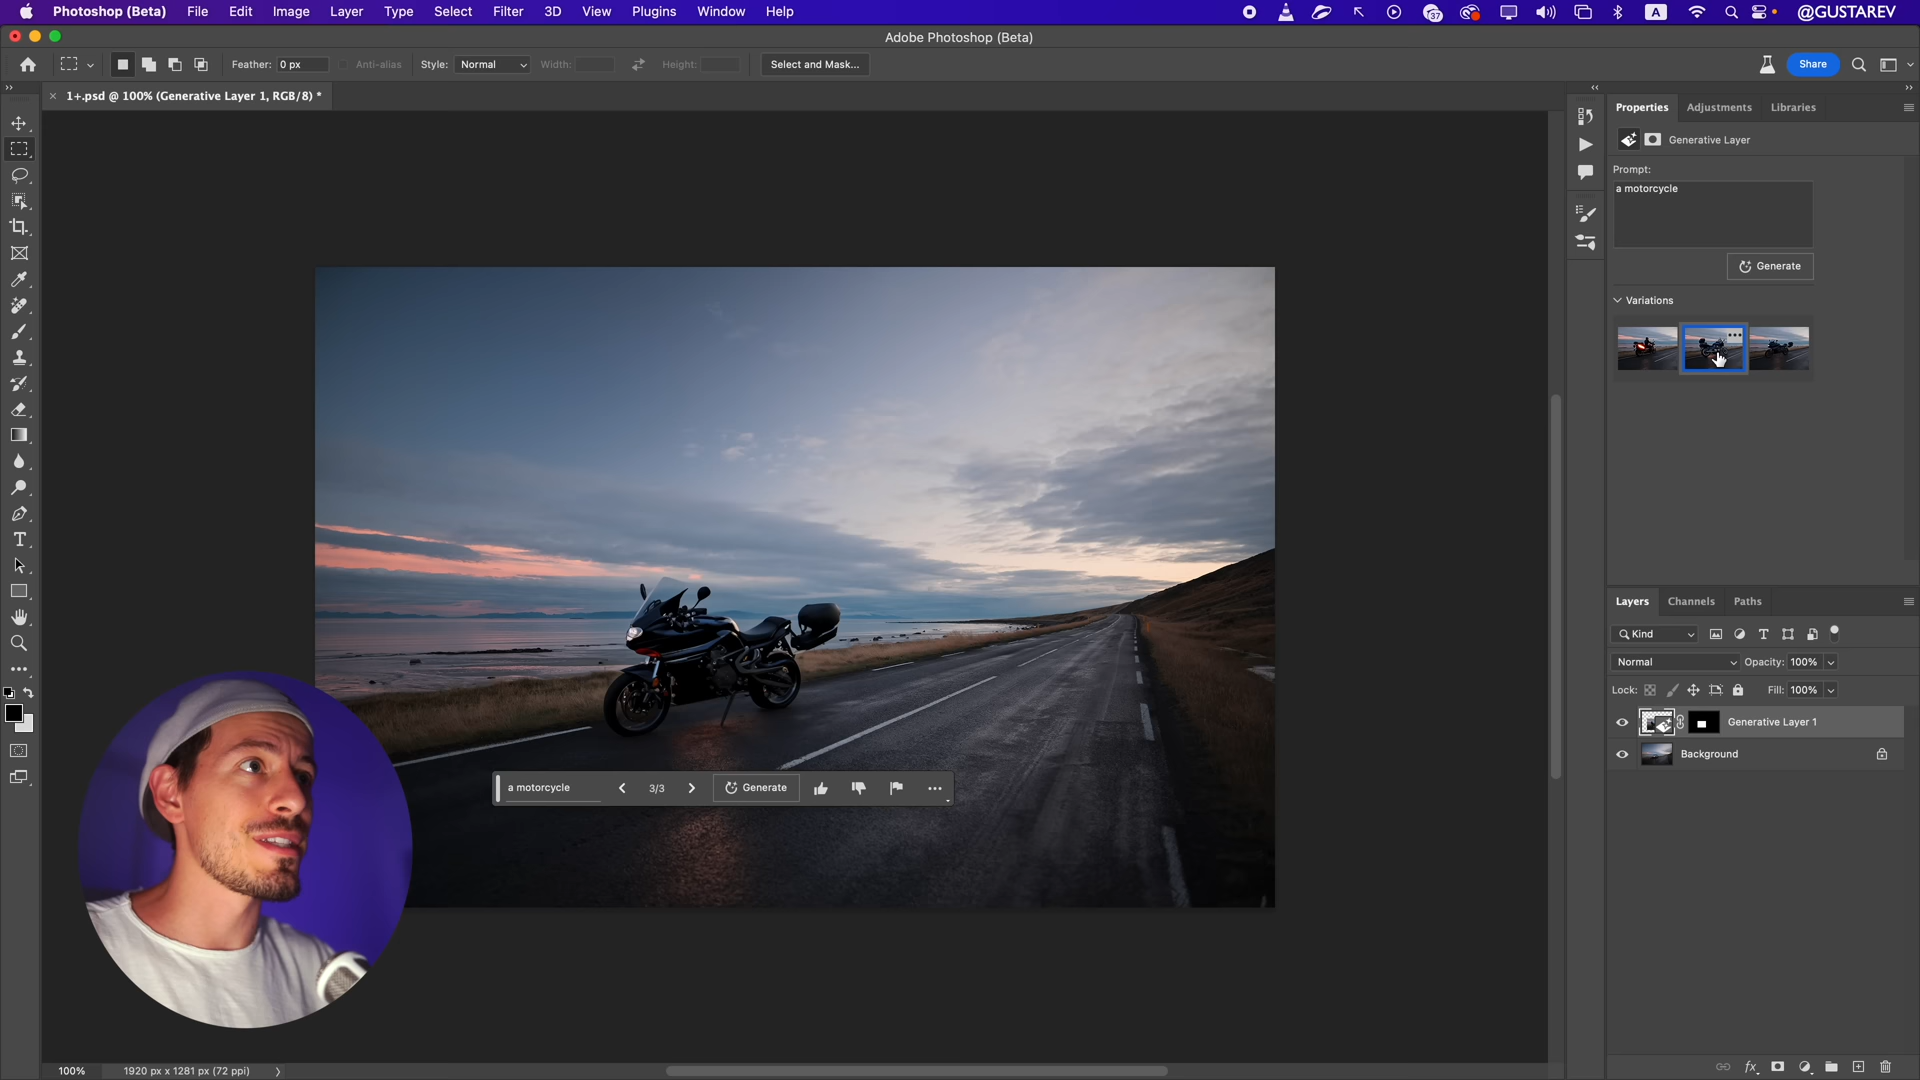 Photoshop (Beta) File Edit Image Layer Type Select Filter 3D View Plugins Window Help 37 A @GUSTAREV
Adobe Photoshop (Beta)
Feather: 0 px Anti-alias Style: Normal Width: Height: Select and Mask... Share
1+.psd @ 100% (Generative Layer 1, RGB/8) *
Properties Adjustments Libraries
Generative Layer
Prompt:
a motorcycle
Generate
Variations
Layers Channels Paths
Kind
Normal Opacity: 100%
Lock: Fill: 100%
Generative Layer 1
Background
a motorcycle 3/3 Generate
100% 1920 px x 1281 px (72 ppi)